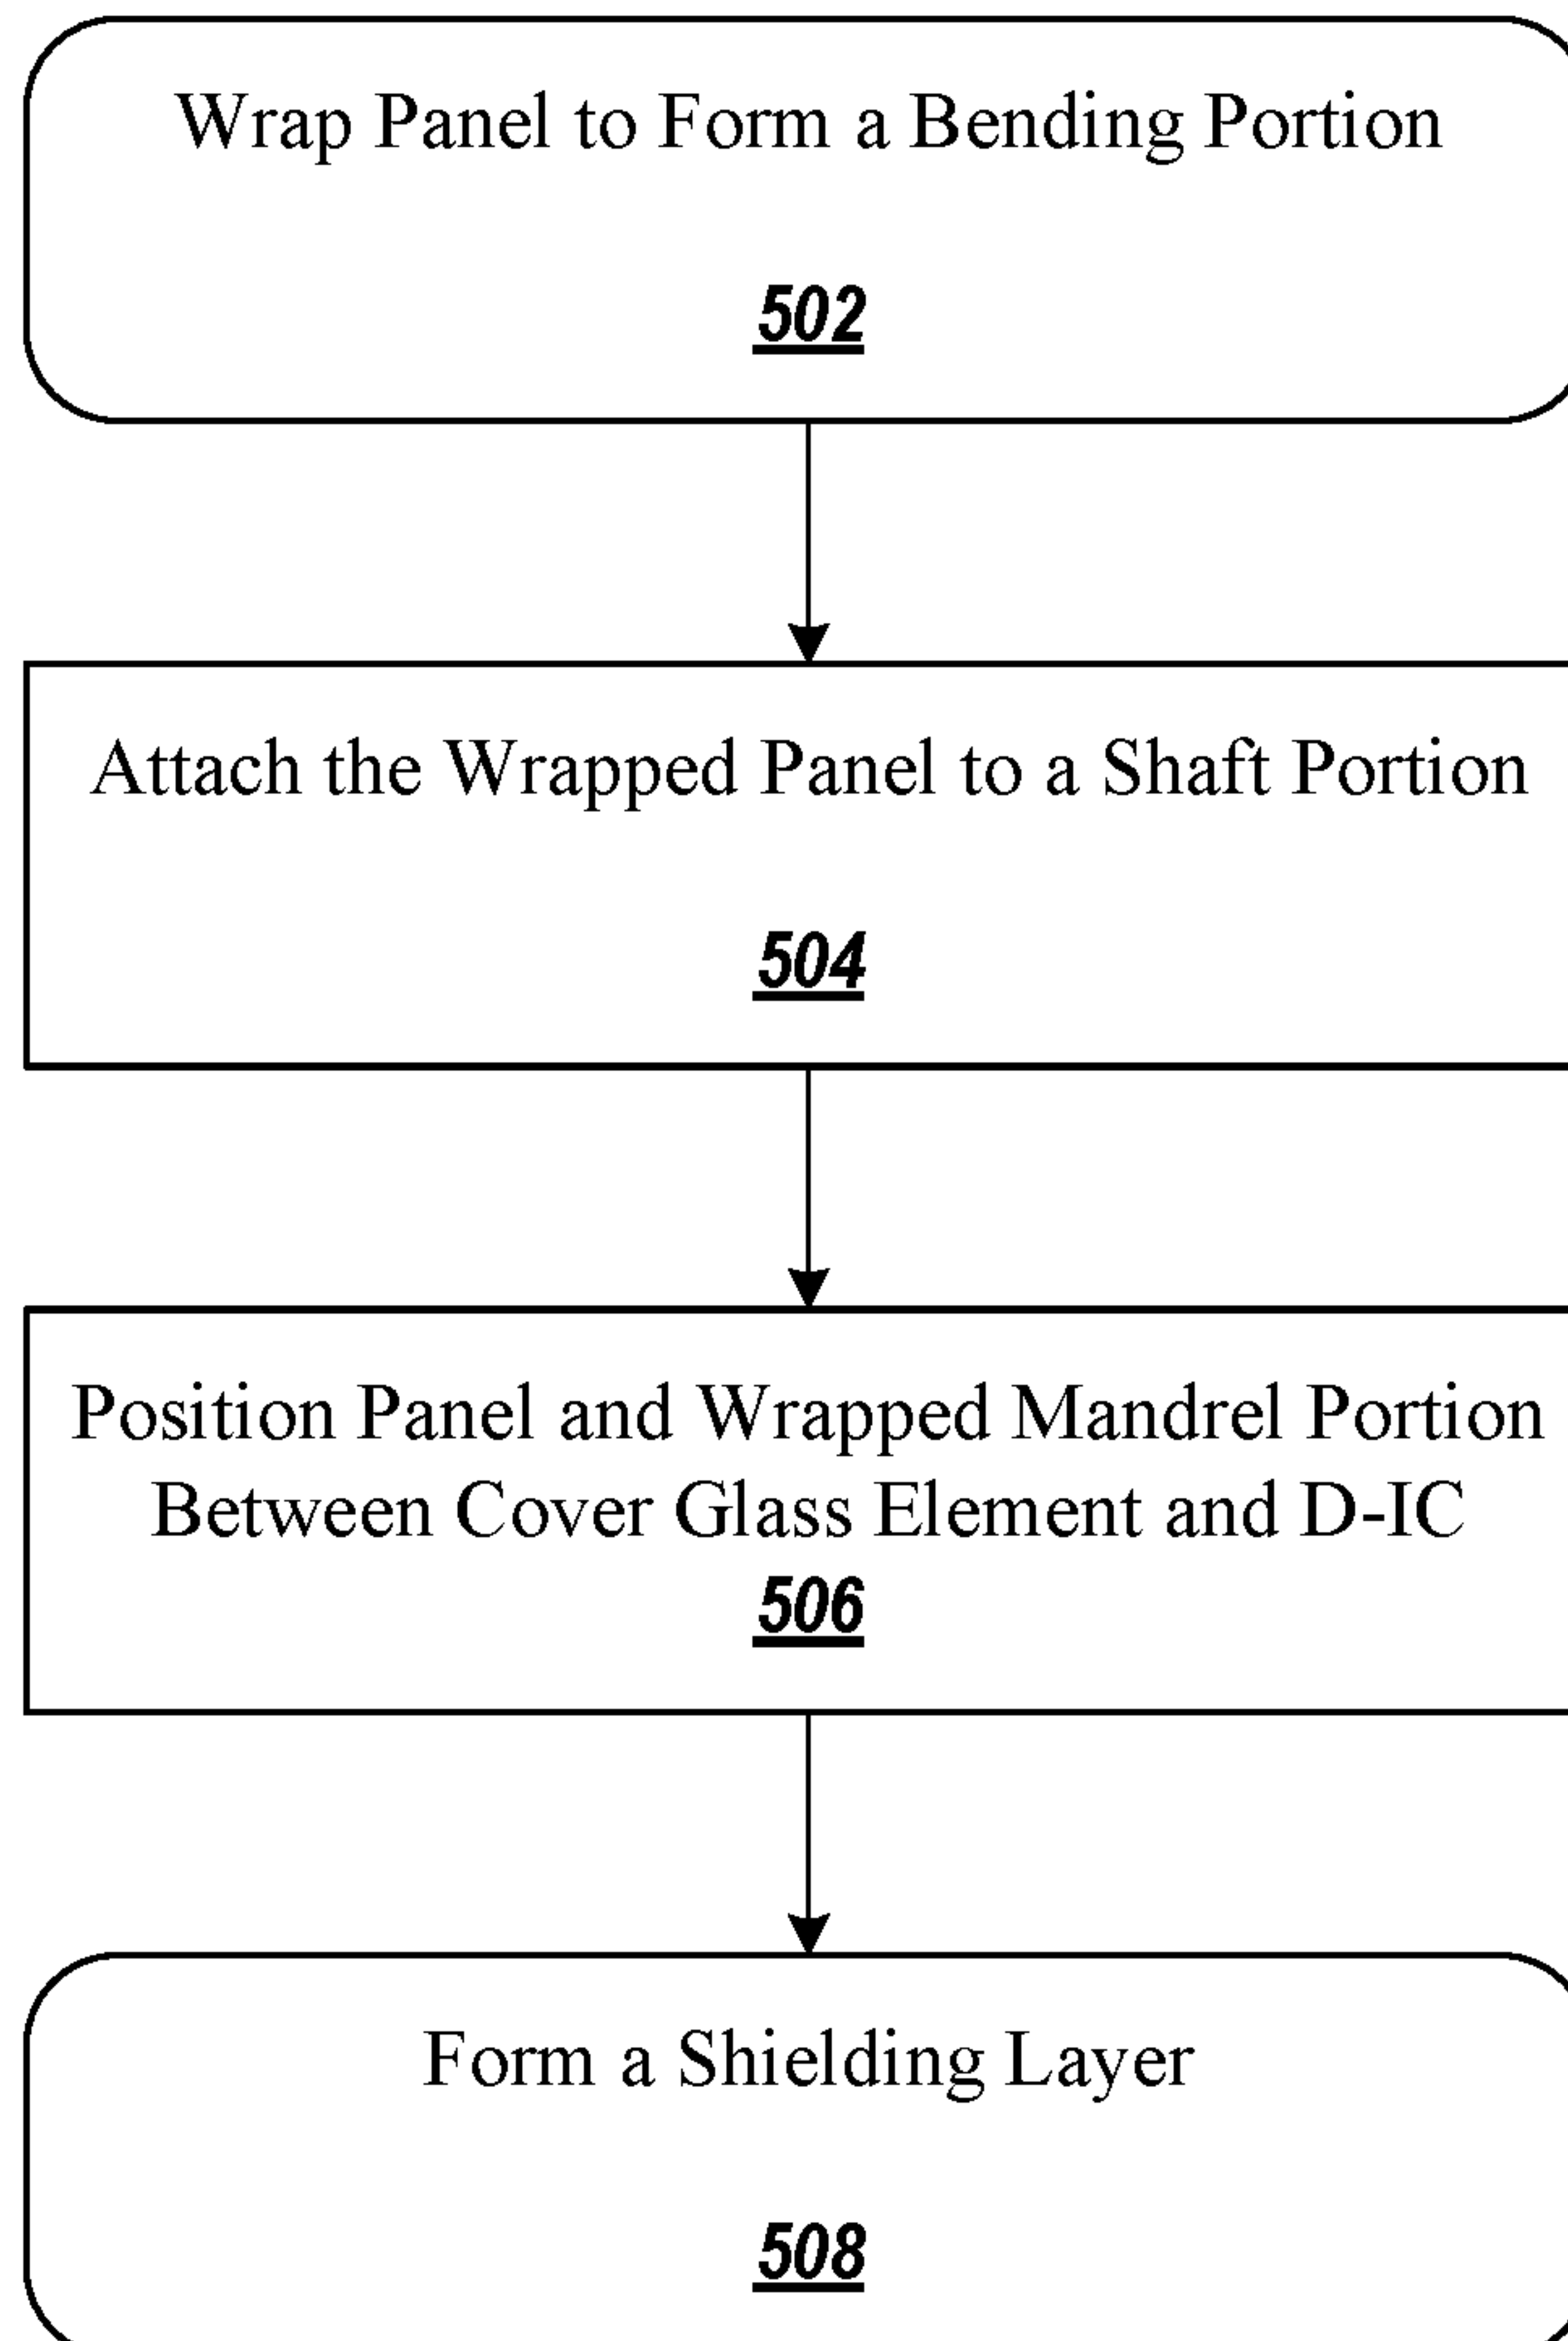 Wrap Panel to Form a Bending Portion
502
Attach the Wrapped Panel to a Shaft Portion
504
Position Panel and Wrapped Mandrel Portion
Between Cover Glass Element and D-IC
506
Form a Shielding Layer
508